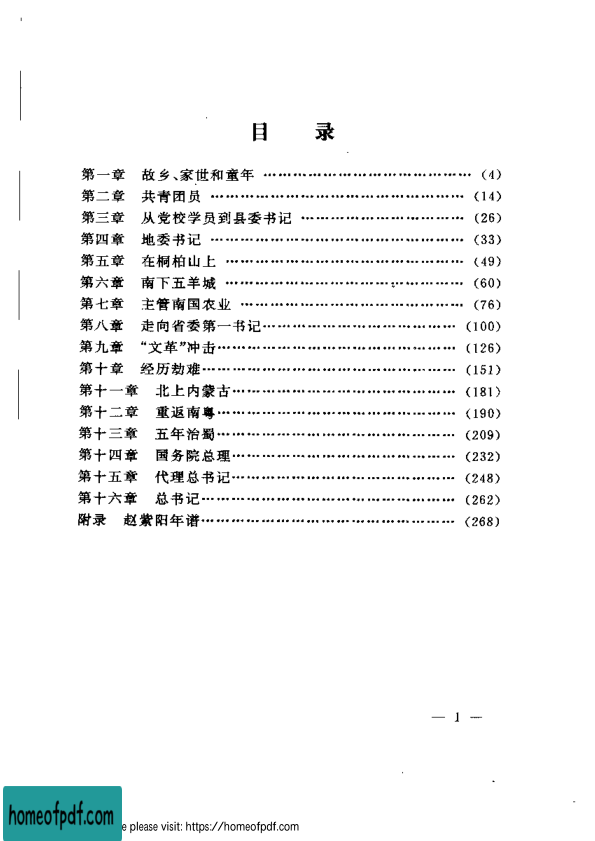 目 录
第一章 故乡、家世和童年 ……………………………… (4)
第二章 共青团员 ……………………………… (14)
第三章 从党校学员到县委书记 ……………………………… (26)
第四章 地委书记 ……………………………… (33)
第五章 在桐柏山上 ……………………………… (49)
第六章 南下五羊城 ……………………………… (60)
第七章 主管南国农业 ……………………………… (76)
第八章 走向省委第一书记 ……………………………… (100)
第九章 “文革”冲击 ……………………………… (126)
第十章 经历劫难 ……………………………… (151)
第十一章 北上内蒙古 ……………………………… (181)
第十二章 重返南粤 ……………………………… (190)
第十三章 五年治蜀 ……………………………… (209)
第十四章 国务院总理 ……………………………… (232)
第十五章 代理总书记 ……………………………… (248)
第十六章 总书记 ……………………………… (262)
附录 赵紫阳年谱 ……………………………… (268)
— 1 —
homeofpdf.com
e please visit: https://homeofpdf.com